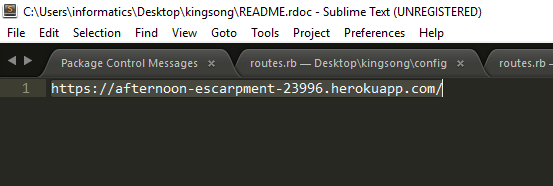 C:\Users\informatics\Desktop\kingsong\README.rdoc - Sublime Text (UNREGISTERED)
File Edit Selection Find View Goto Tools Project Preferences Help
Package Control Messages × routes.rb — Desktop\kingsong\config × routes.rb —
1 https://afternoon-escarpment-23996.herokuapp.com/